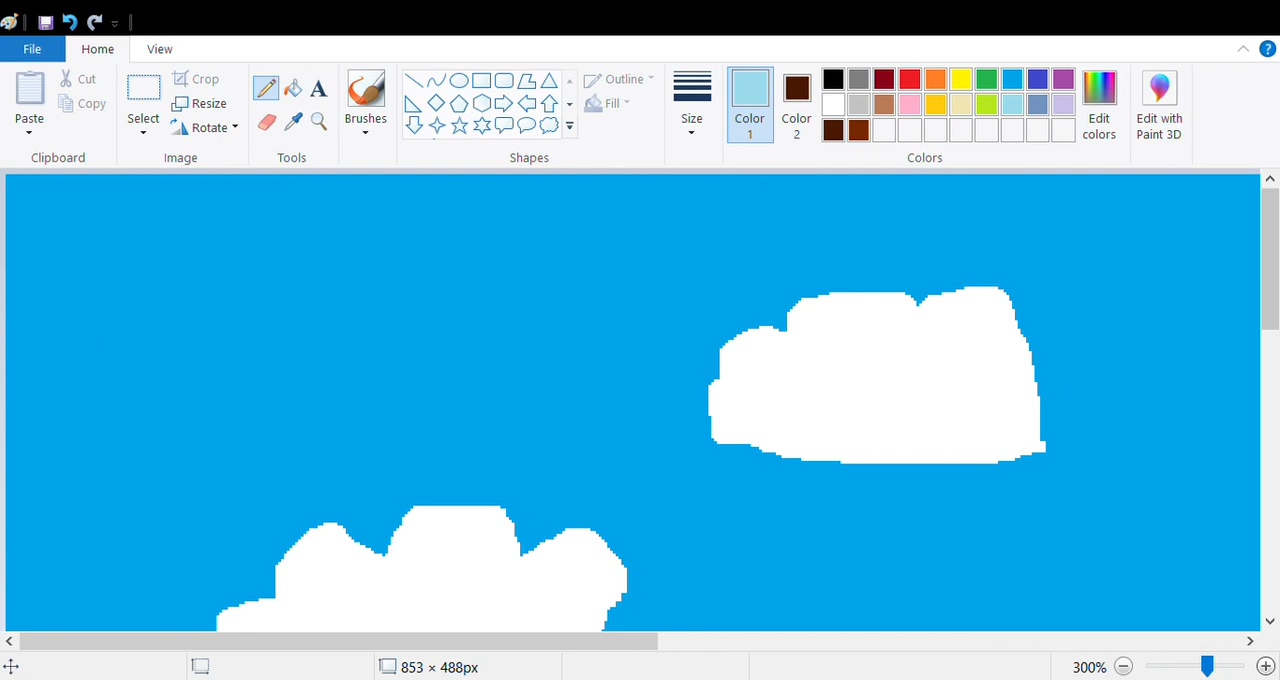 File Home View
Paste
Cut
Copy
Clipboard
Select
Crop
Resize
Rotate
Image
A
Tools
Brushes
Outline
Fill
Shapes
Size
Color
1
Color
2
Edit
colors
Colors
Edit with
Paint 3D
?
853 × 488px
300%